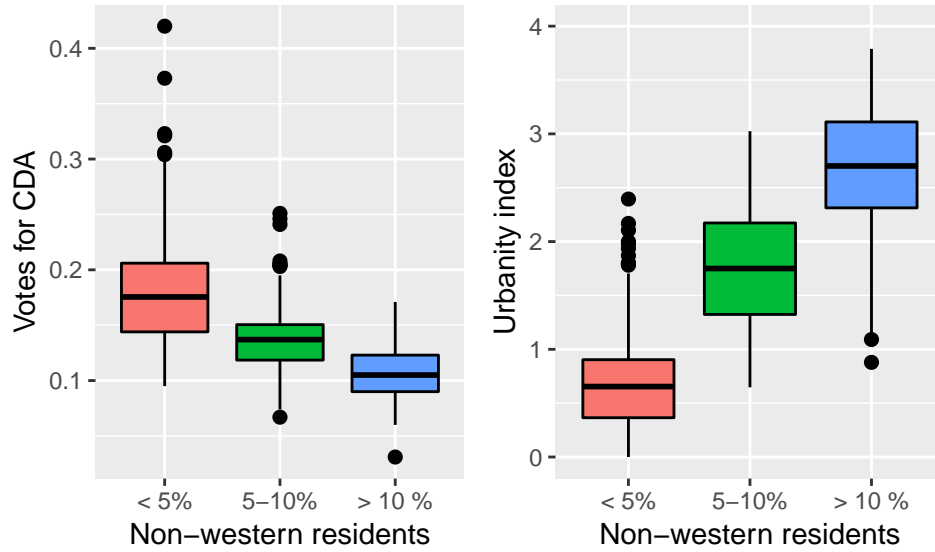 Votes for CDA
0.4
0.3
0.2
0.1
< 5%
5−10%
> 10 %
Non−western residents
Urbanity index
4
3
2
1
0
< 5%
5−10%
> 10 %
Non−western residents